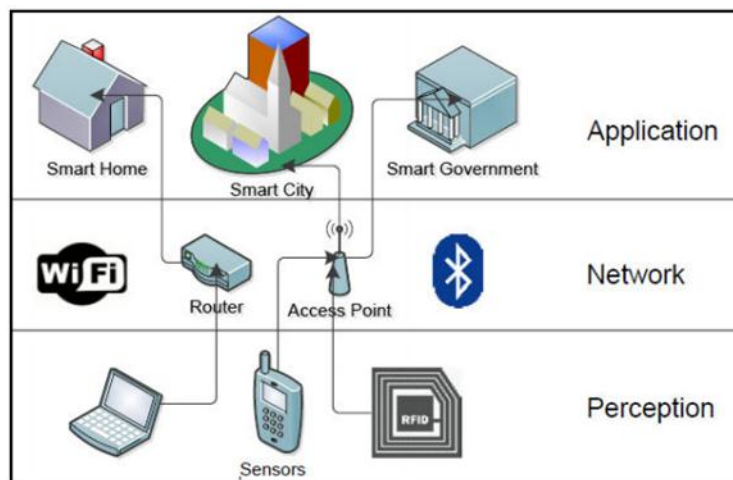 Smart Home
Smart City
Smart Government
Application
WiFi
Router
Access Point
Network
Sensors
RFID
Perception